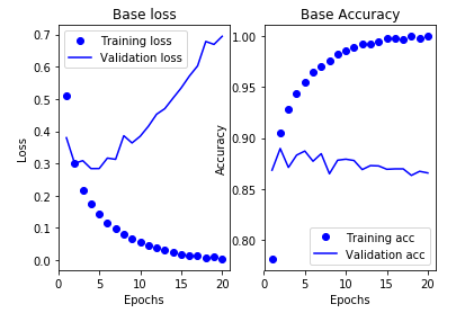 Base loss
Training loss
Validation loss
0.7
0.6
0.5
0.4
0.3
0.2
0.1
0.0
Loss
0
5
10
15
20
Epochs
Base Accuracy
1.00
0.95
0.90
0.85
0.80
Accuracy
Training acc
Validation acc
0
5
10
15
20
Epochs